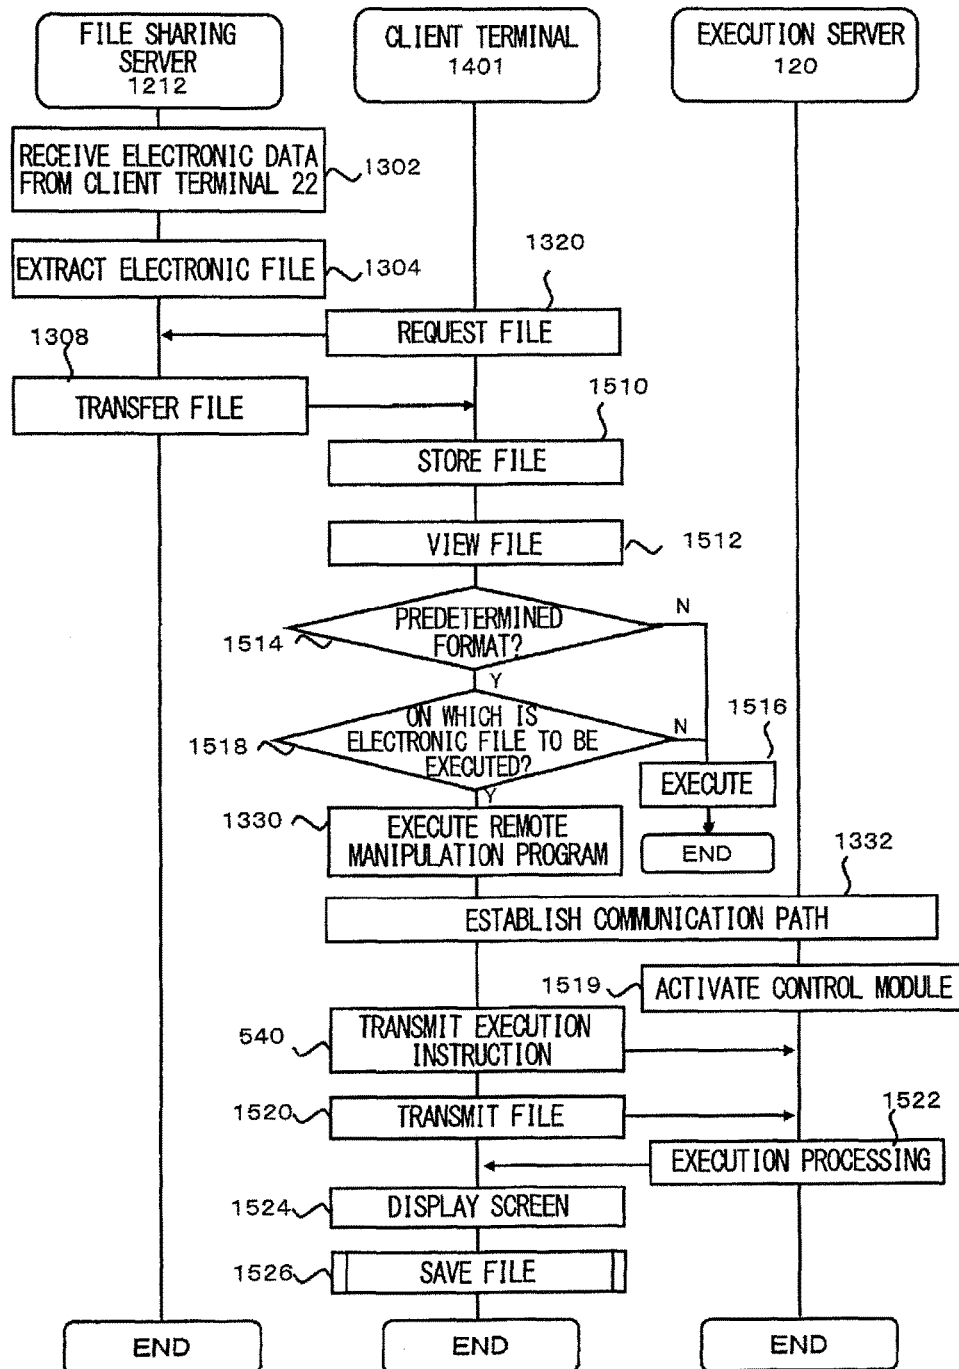 FILE SHARING
SERVER
1212
CLIENT TERMINAL
1401
EXECUTION SERVER
120
RECEIVE ELECTRONIC DATA
FROM CLIENT TERMINAL 22
1302
EXTRACT ELECTRONIC FILE
1304
1320
REQUEST FILE
1308
TRANSFER FILE
1510
STORE FILE
VIEW FILE
1512
PREDETERMINED
FORMAT?
N
1514
Y
ON WHICH IS
ELECTRONIC FILE TO BE
EXECUTED?
N
1518
Y
1516
EXECUTE
END
1330
EXECUTE REMOTE
MANIPULATION PROGRAM
1332
ESTABLISH COMMUNICATION PATH
1519
ACTIVATE CONTROL MODULE
540
TRANSMIT EXECUTION
INSTRUCTION
1520
TRANSMIT FILE
1522
EXECUTION PROCESSING
1524
DISPLAY SCREEN
1526
SAVE FILE
END
END
END